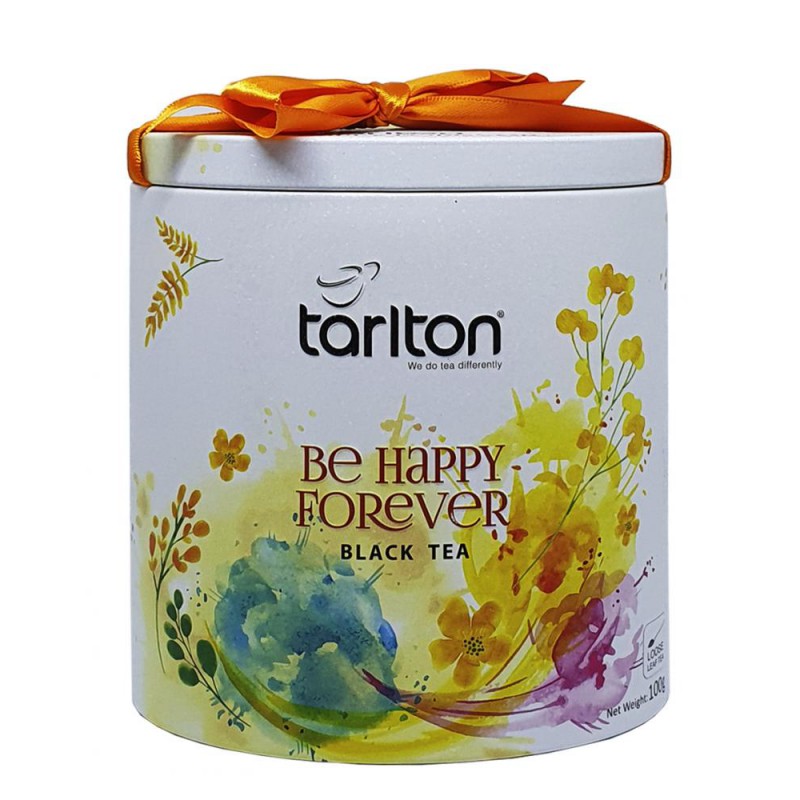 tarlton®
We do tea differently
Be Happy
Forever
BLACK TEA
LOOSE
LEAF TEA
Net Weight: 100g